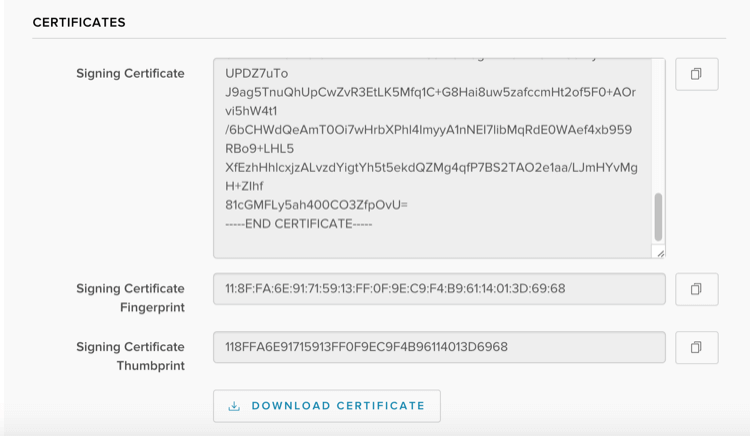 CERTIFICATES
Signing Certificate
UPDZ7uTo
J9ag5TnuQhUpCwZvR3EtLK5Mfq1C+G8Hai8uw5zafccmHt2of5F0+AOr
vi5hW4t1
/6bCHWdQeAmT0Oi7wHrbXPhl4ImyyA1nNEl7libMqRdE0WAef4xb959
RBo9+LHL5
XfEzhHhlcxjzALvzdYigtYh5t5ekdQZMg4qfP7BS2TAO2e1aa/LJmHYvMg
H+ZIhf
81cGMFLy5ah400CO3ZfpOvU=
-----END CERTIFICATE-----
Signing Certificate
Fingerprint
11:8F:FA:6E:91:71:59:13:FF:0F:9E:C9:F4:B9:61:14:01:3D:69:68
Signing Certificate
Thumbprint
118FFA6E91715913FF0F9EC9F4B96114013D6968
DOWNLOAD CERTIFICATE